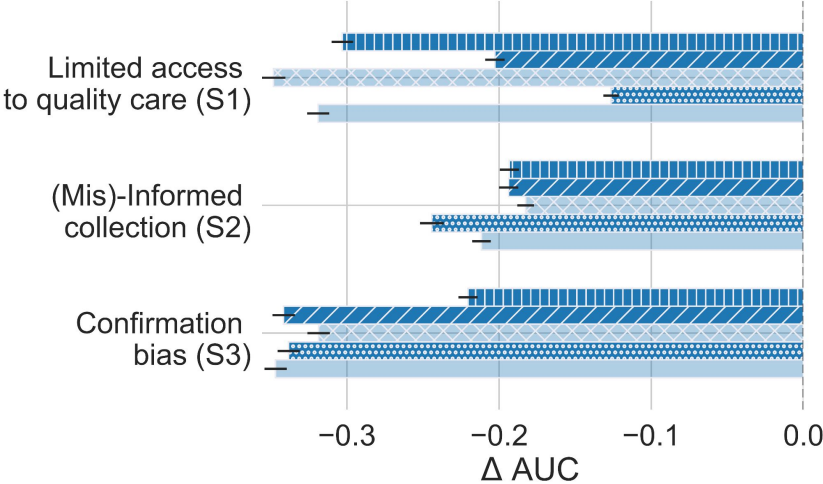 Limited access
to quality care (S1)
(Mis)-Informed
collection (S2)
Confirmation
bias (S3)
−0.3 −0.2 −0.1 0.0
Δ AUC